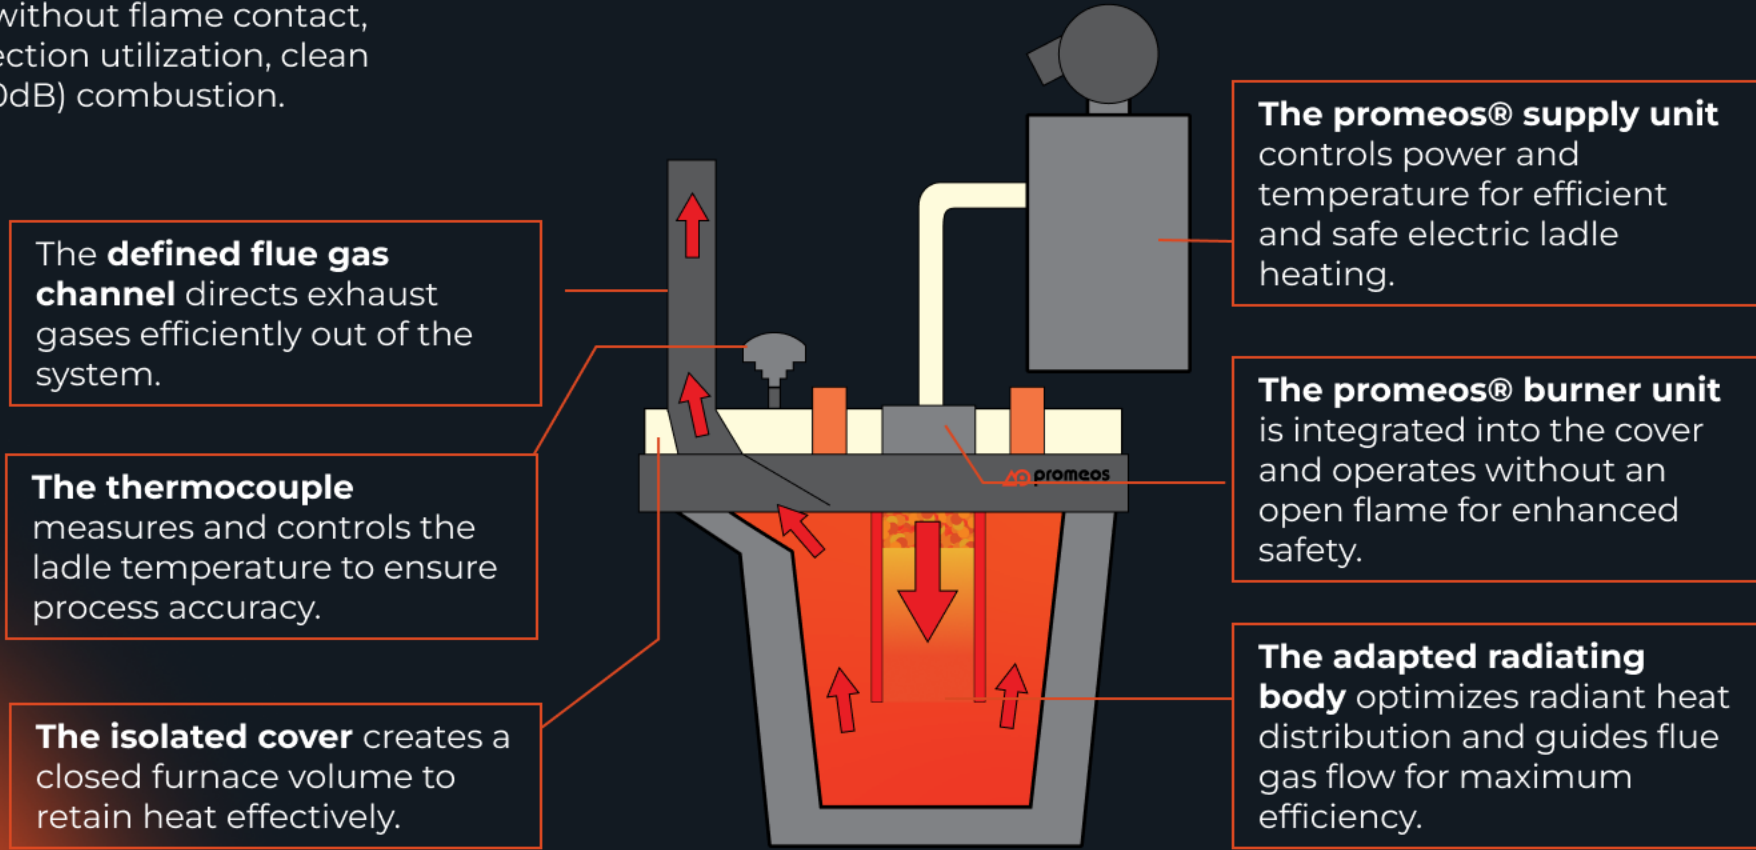 without flame contact,
ection utilization, clean
0dB) combustion.
The defined flue gas
channel directs exhaust
gases efficiently out of the
system.
The thermocouple
measures and controls the
ladle temperature to ensure
process accuracy.
The isolated cover creates a
closed furnace volume to
retain heat effectively.
promeos
The promeos® supply unit
controls power and
temperature for efficient
and safe electric ladle
heating.
The promeos® burner unit
is integrated into the cover
and operates without an
open flame for enhanced
safety.
The adapted radiating
body optimizes radiant heat
distribution and guides flue
gas flow for maximum
efficiency.